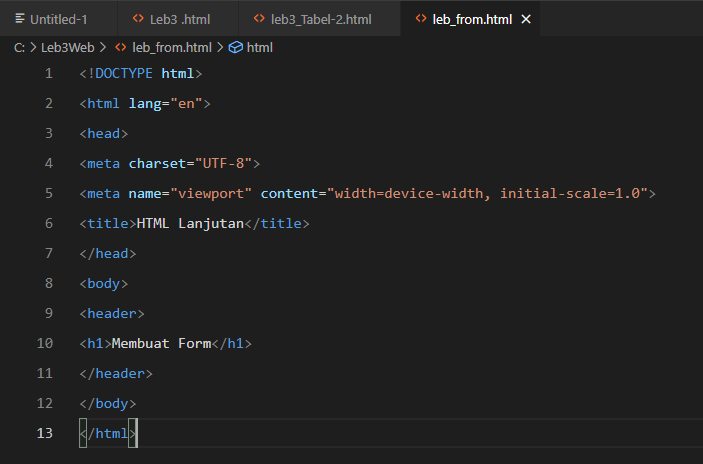 Untitled-1 Leb3 .html leb3_Tabel-2.html leb_from.html
C: > Leb3Web > leb_from.html > html
1 <!DOCTYPE html>
2 <html lang="en">
3 <head>
4 <meta charset="UTF-8">
5 <meta name="viewport" content="width=device-width, initial-scale=1.0">
6 <title>HTML Lanjutan</title>
7 </head>
8 <body>
9 <header>
10 <h1>Membuat Form</h1>
11 </header>
12 </body>
13 </html>